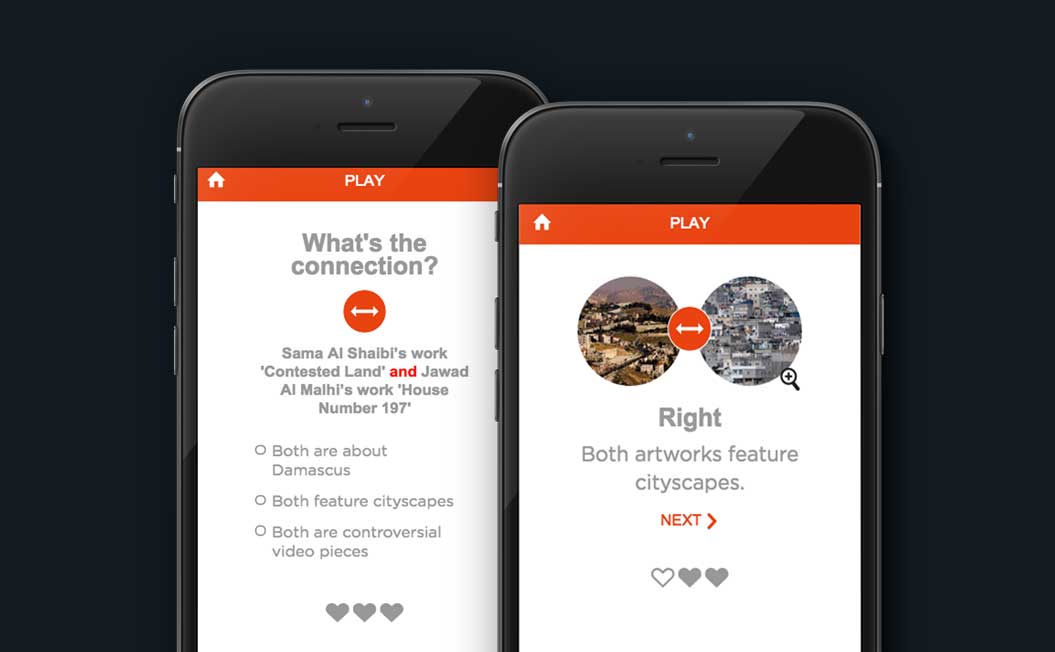 PLAY
What's the
connection?
Sama Al Shaibi's work
'Contested Land' and Jawad
Al Malhi's work 'House
Number 197'
Both are about
Damascus
Both feature cityscapes
Both are controversial
video pieces
PLAY
Right
Both artworks feature
cityscapes.
NEXT